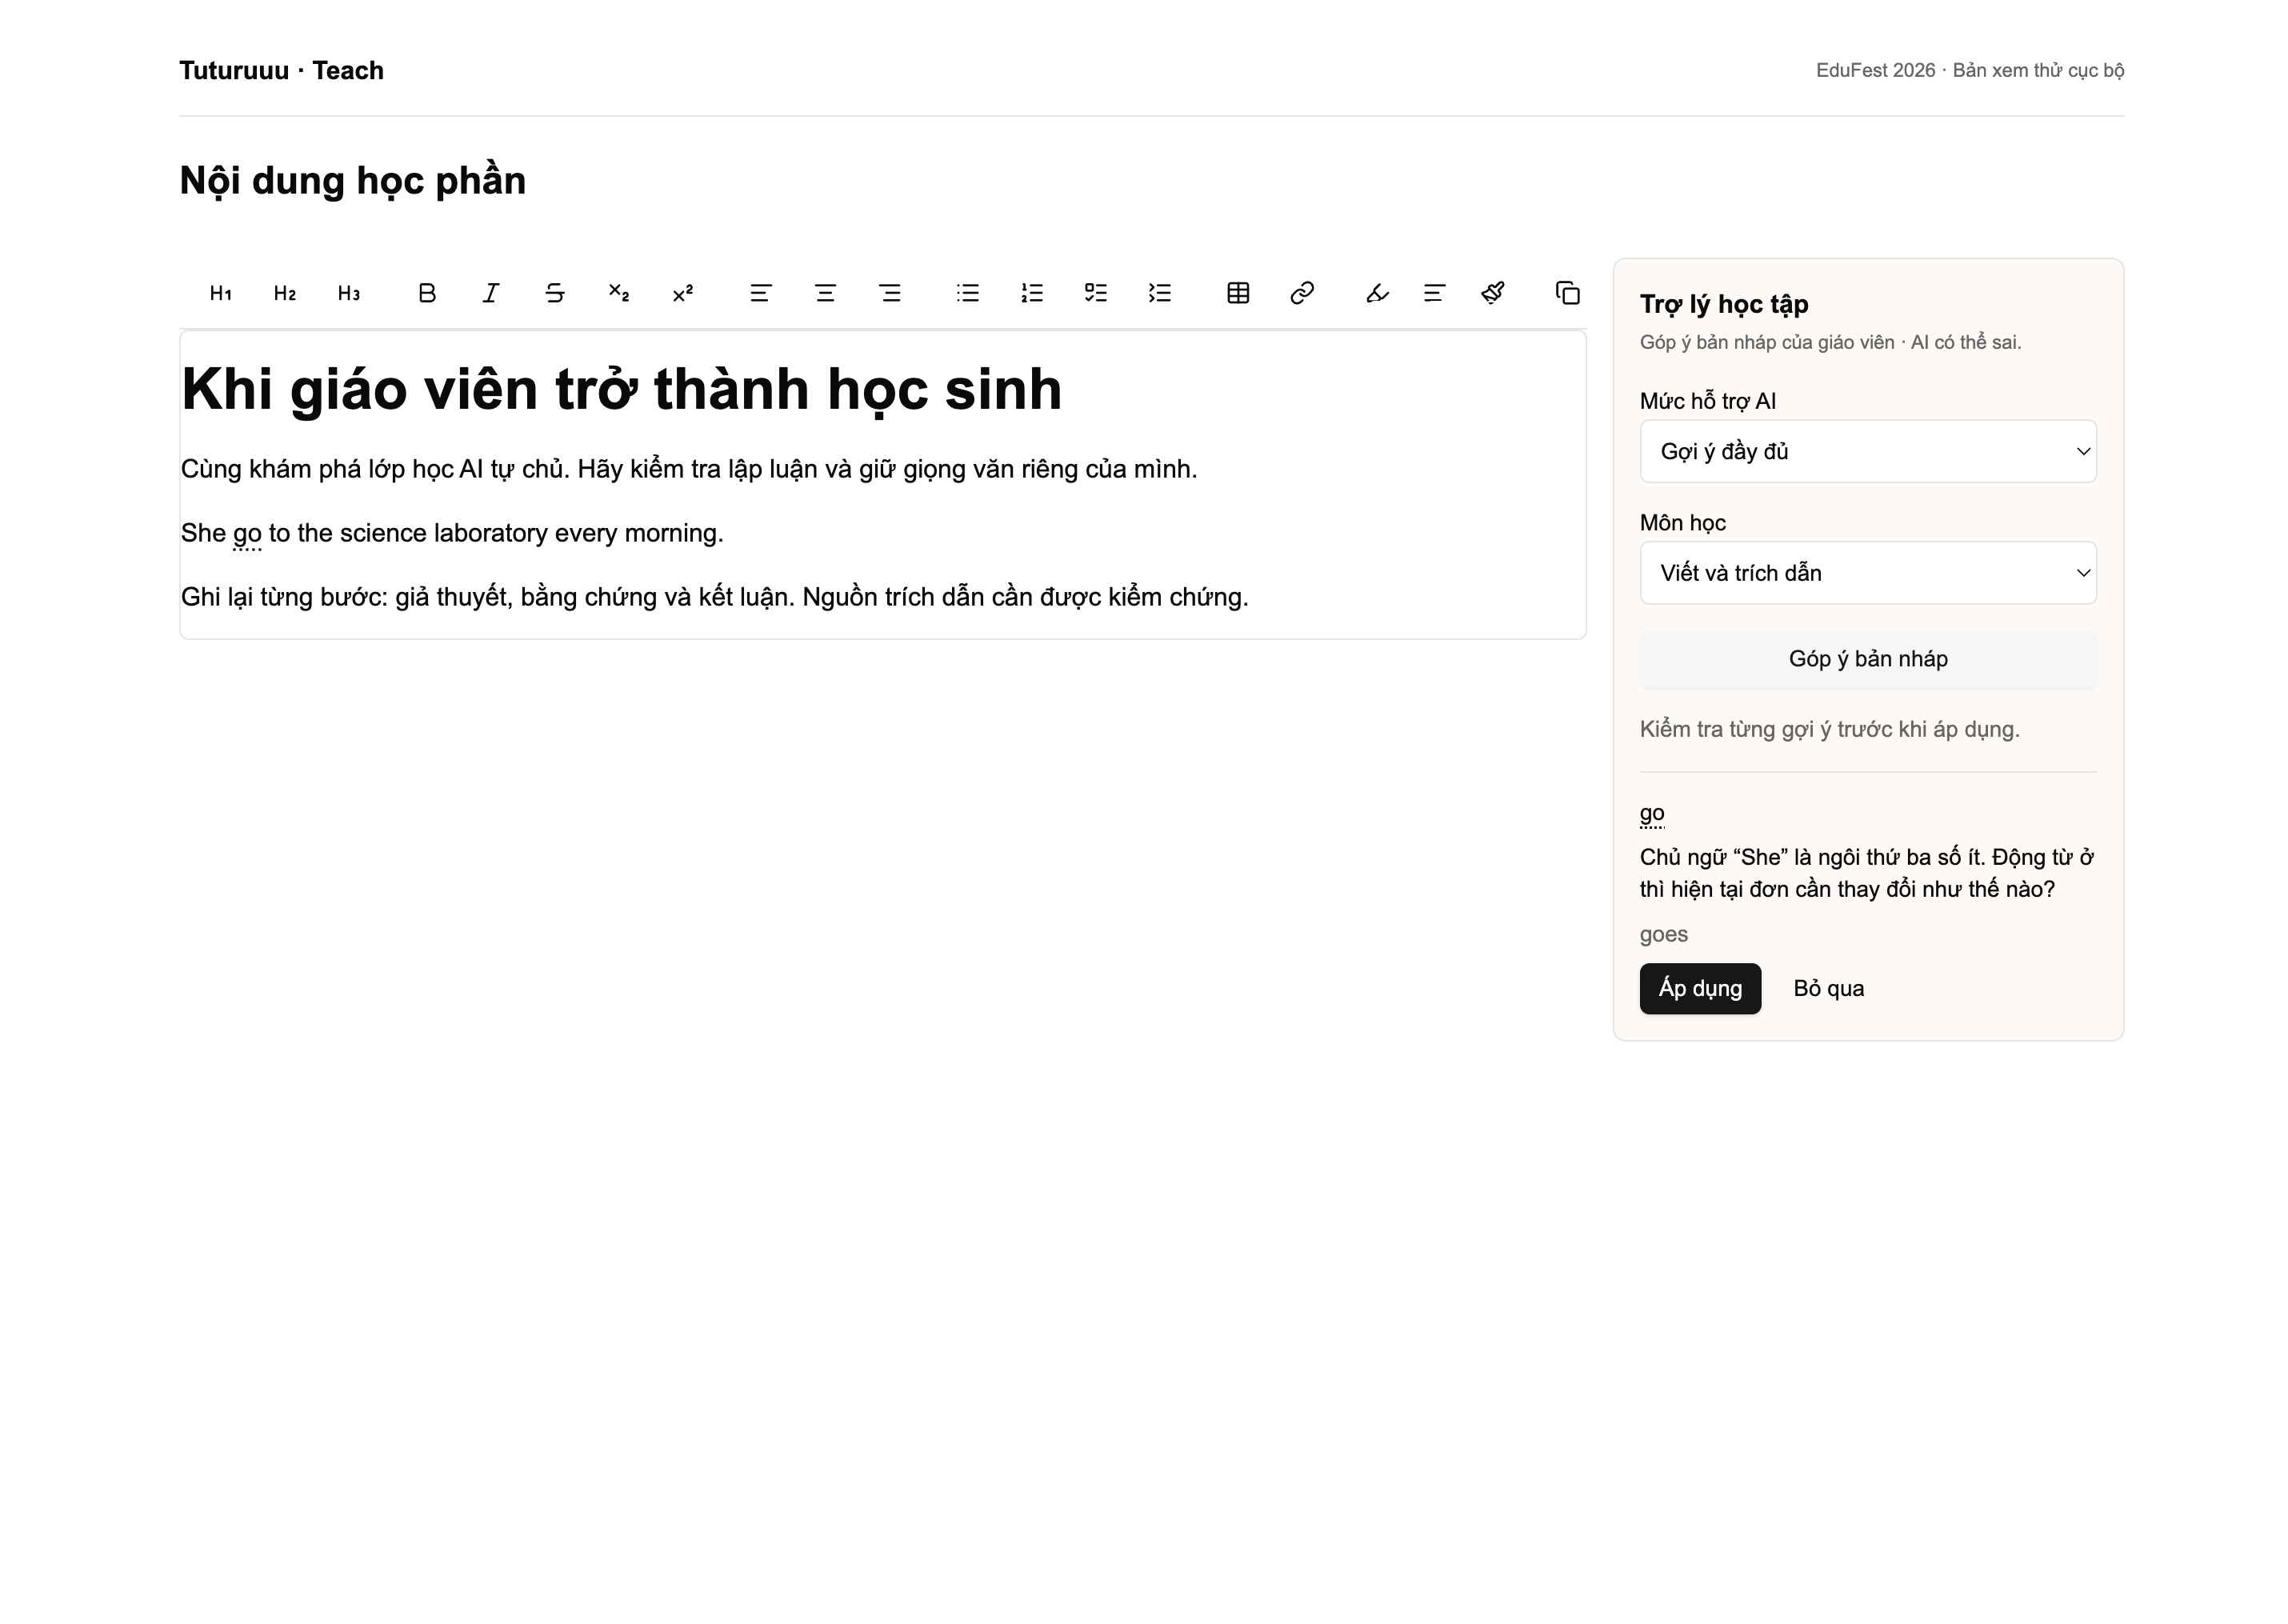 Tuturuuu · Teach
EduFest 2026 · Bản xem thử cục bộ
Nội dung học phần
H1 H2 H3
Khi giáo viên trở thành học sinh
Cùng khám phá lớp học AI tự chủ. Hãy kiểm tra lập luận và giữ giọng văn riêng của mình.
She go to the science laboratory every morning.
Ghi lại từng bước: giả thuyết, bằng chứng và kết luận. Nguồn trích dẫn cần được kiểm chứng.
Trợ lý học tập
Góp ý bản nháp của giáo viên · AI có thể sai.
Mức hỗ trợ AI
Gợi ý đầy đủ
Môn học
Viết và trích dẫn
Góp ý bản nháp
Kiểm tra từng gợi ý trước khi áp dụng.
go
Chủ ngữ “She” là ngôi thứ ba số ít. Động từ ở
thì hiện tại đơn cần thay đổi như thế nào?
goes
Áp dụng Bỏ qua